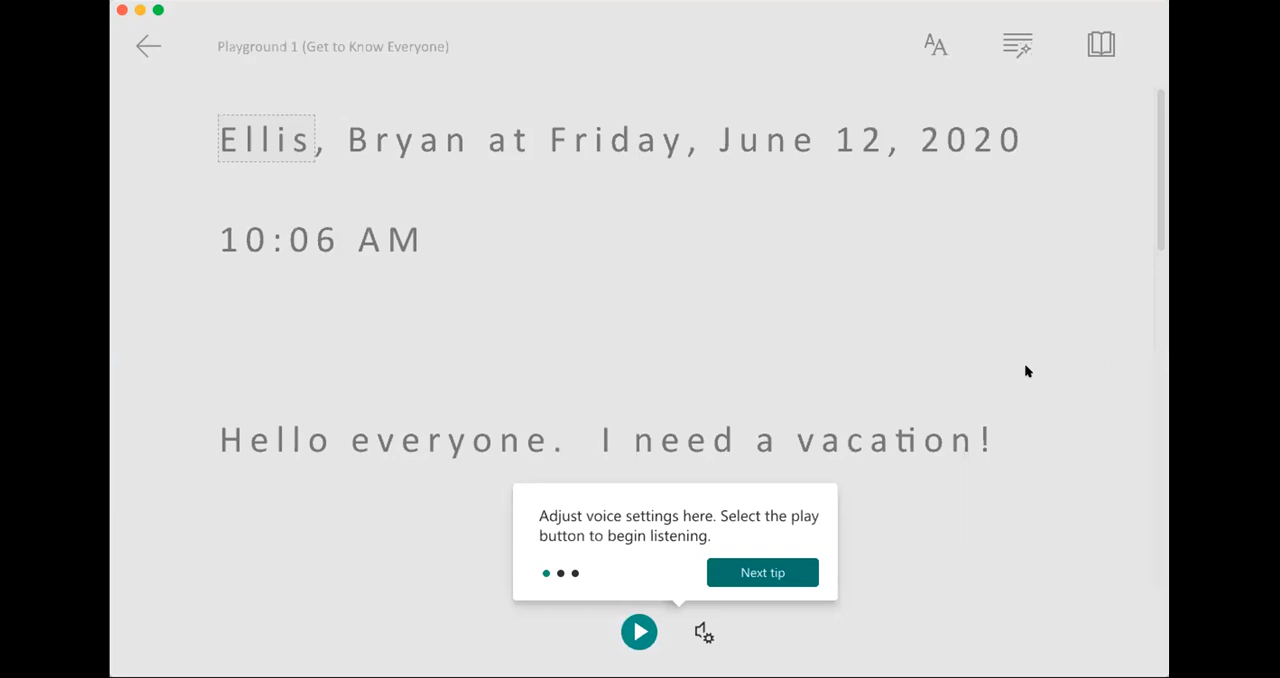 Playground 1 (Get to Know Everyone)
AA
Ellis, Bryan at Friday, June 12, 2020
10:06 AM
Hello everyone. I need a vacation!
Adjust voice settings here. Select the play
button to begin listening.
Next tip